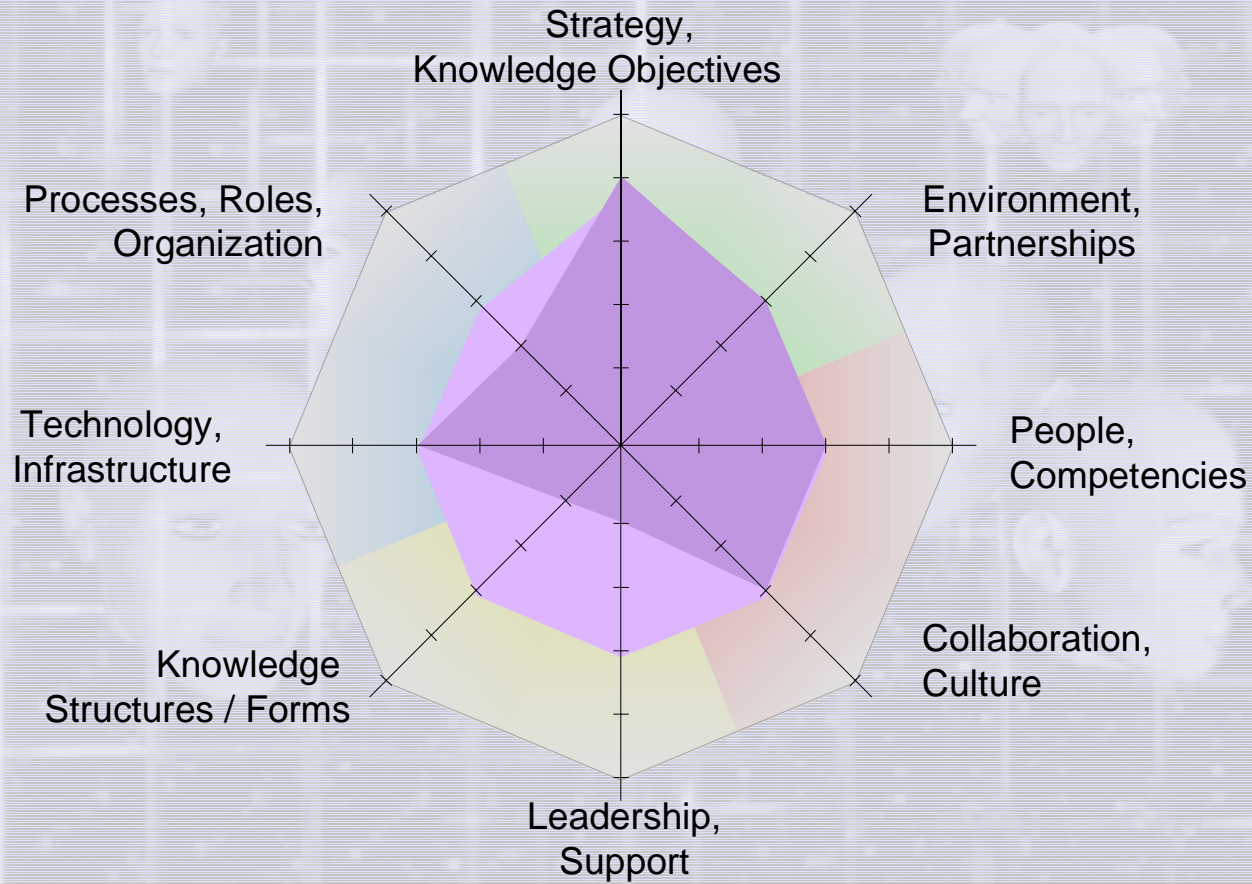 Strategy,
Knowledge Objectives
Processes, Roles,
Organization
Environment,
Partnerships
Technology,
Infrastructure
People,
Competencies
Knowledge
Structures / Forms
Collaboration,
Culture
Leadership,
Support